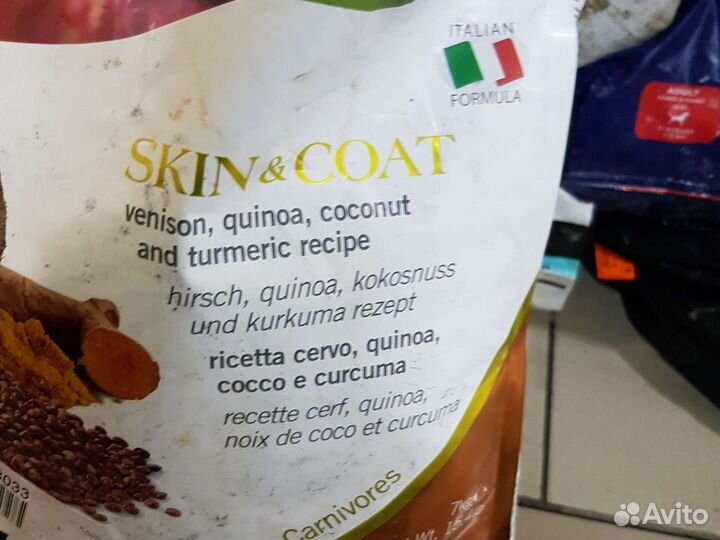 ITALIAN
FORMULA
SKIN & COAT
venison, quinoa, coconut
and turmeric recipe
hirsch, quinoa, kokosnuss
und kurkuma rezept
ricetta cervo, quinoa,
cocco e curcuma
recette cerf, quinoa,
noix de coco et curcuma
Carnivores
7kg e
ADULT
Avito